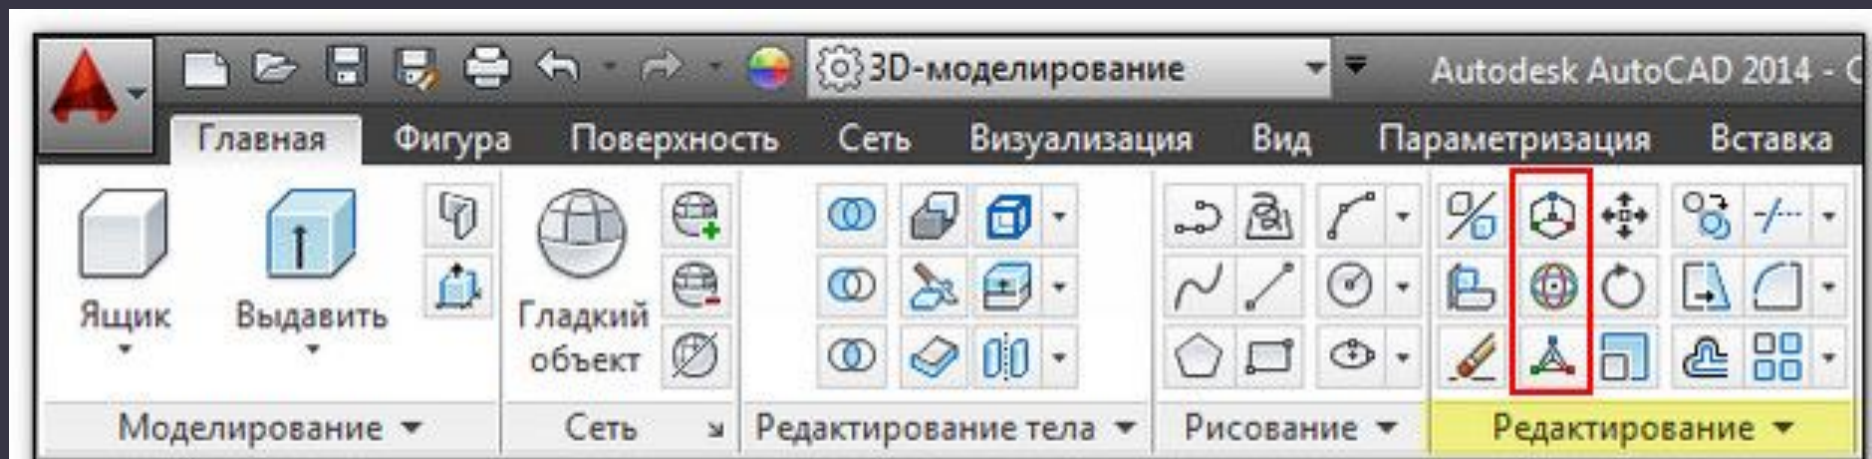 3D-моделирование Autodesk AutoCAD 2014 -
Главная Фигура Поверхность Сеть Визуализация Вид Параметризация Вставка
Ящик Выдавить Гладкий объект
Моделирование Сеть Редактирование тела Рисование Редактирование